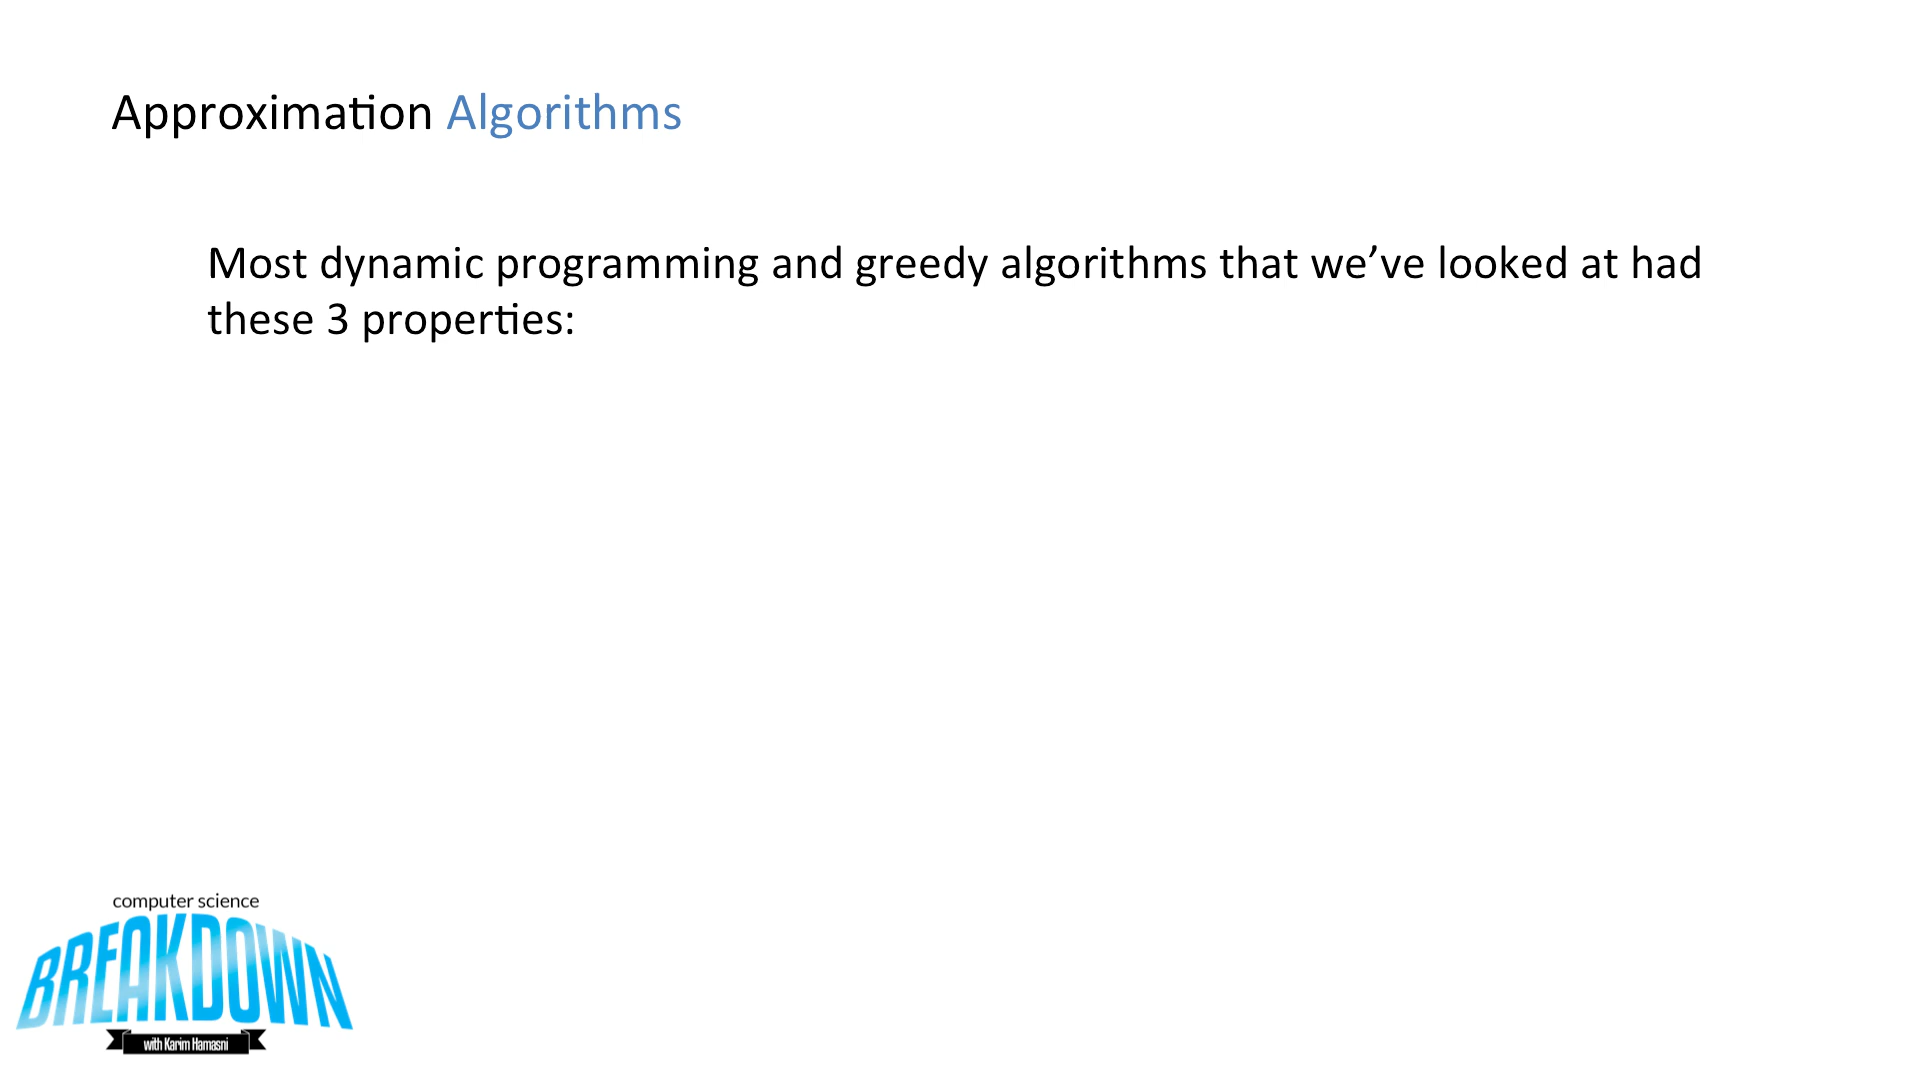 Approximation Algorithms
Most dynamic programming and greedy algorithms that we’ve looked at had
these 3 properties:
computer science
BREAKDOWN
with Karim Hamasni